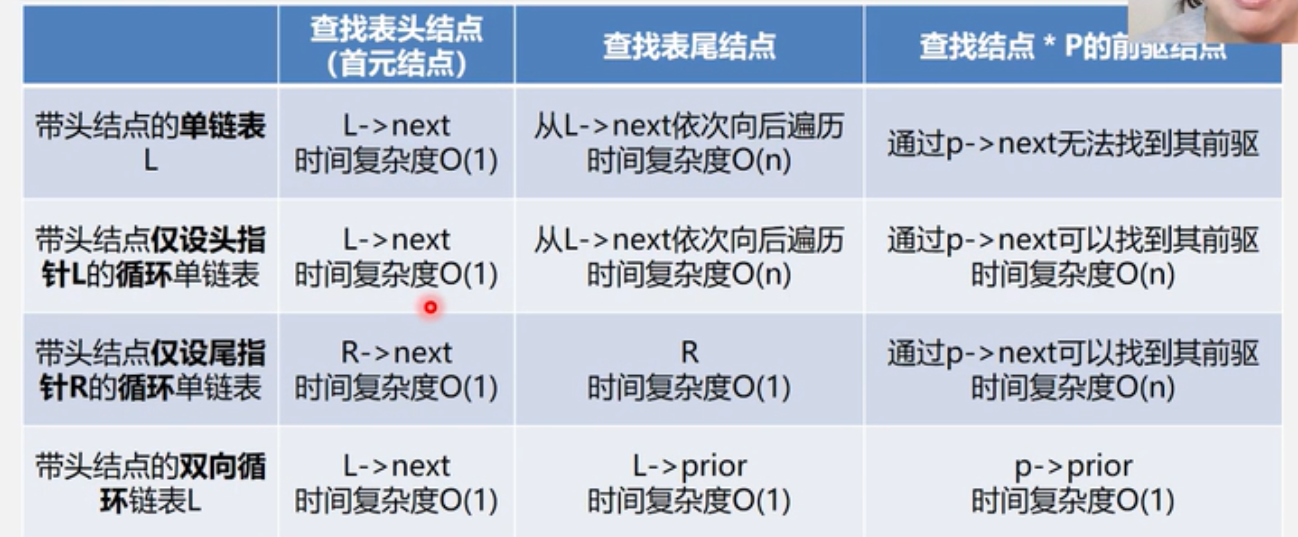 查找表头结点
（首元结点）
查找表尾结点
查找结点 * P的前驱结点
带头结点的单链表
L
L->next
时间复杂度O(1)
从L->next依次向后遍历
时间复杂度O(n)
通过p->next无法找到其前驱
带头结点仅设头指
针L的循环单链表
L->next
时间复杂度O(1)
从L->next依次向后遍历
时间复杂度O(n)
通过p->next可以找到其前驱
时间复杂度O(n)
带头结点仅设尾指
针R的循环单链表
R->next
时间复杂度O(1)
R
时间复杂度O(1)
通过p->next可以找到其前驱
时间复杂度O(n)
带头结点的双向循
环链表L
L->next
时间复杂度O(1)
L->prior
时间复杂度O(1)
p->prior
时间复杂度O(1)